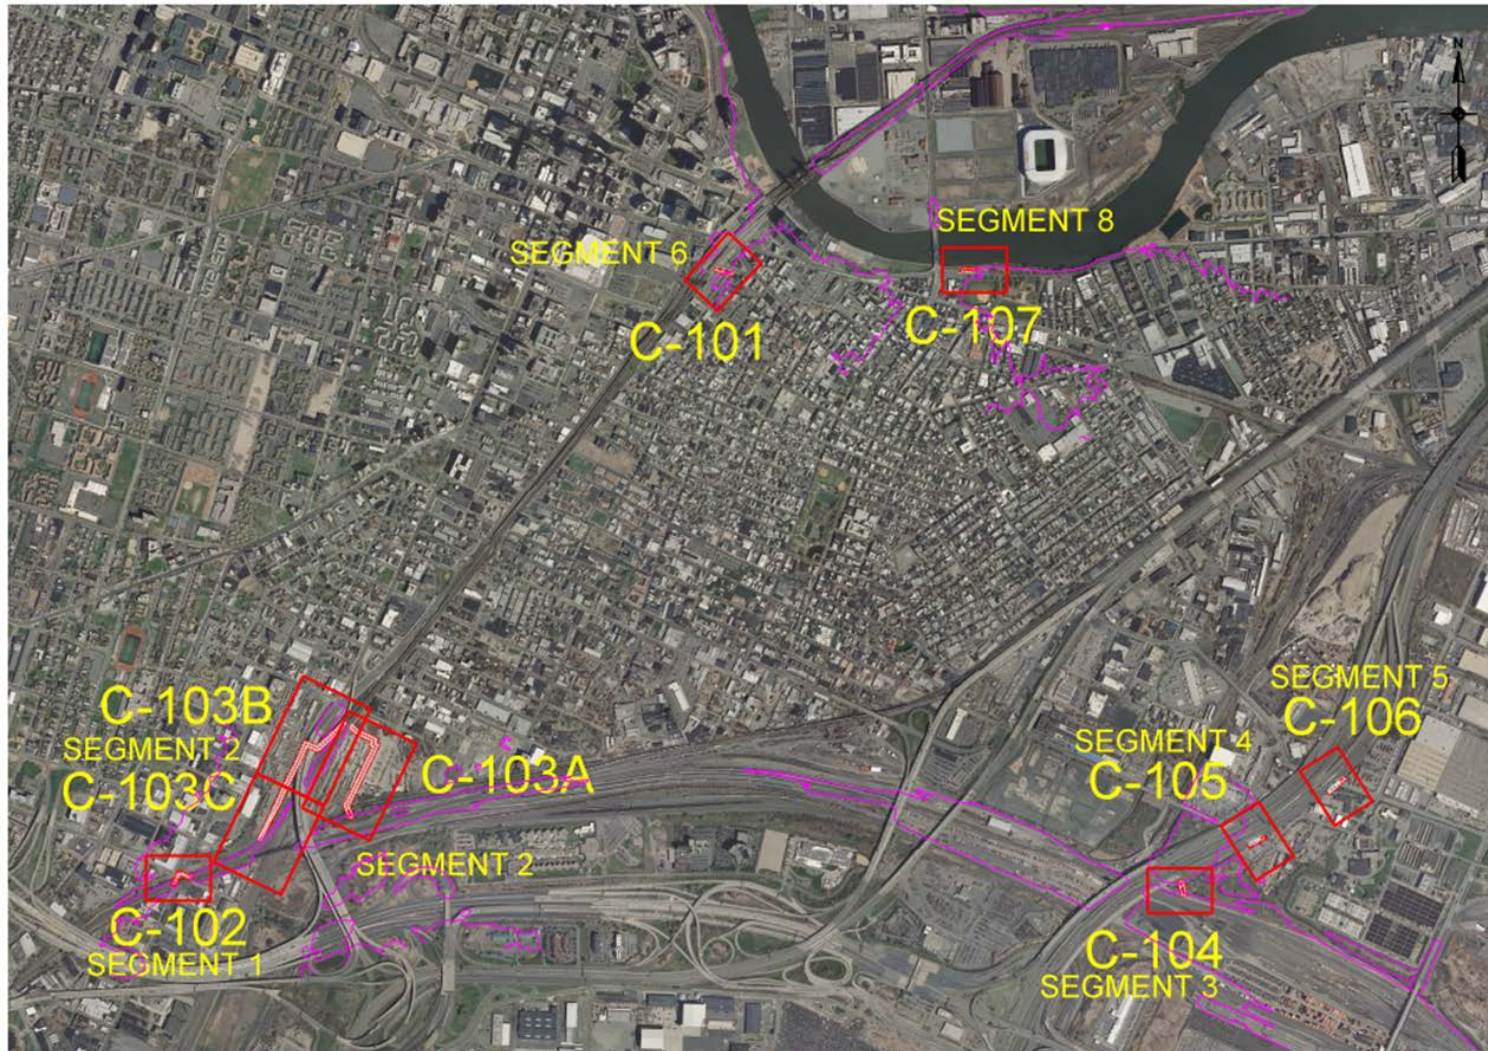 N
SEGMENT 8
SEGMENT 6
C-107
C-101
SEGMENT 5
C-106
C-103B
SEGMENT 2
C-103C
SEGMENT 4
C-105
C-103A
SEGMENT 2
C-102
SEGMENT 1
C-104
SEGMENT 3